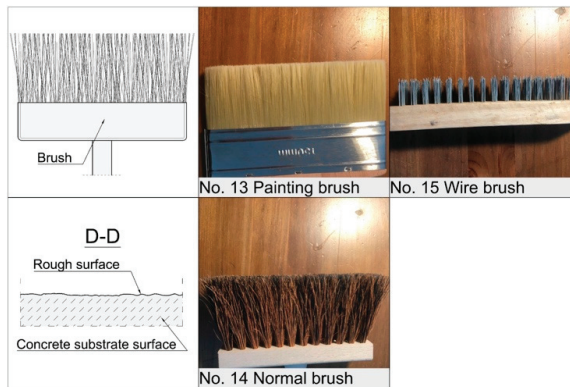 Brush
No. 13 Painting brush
No. 15 Wire brush
D-D
Rough surface
Concrete substrate surface
No. 14 Normal brush